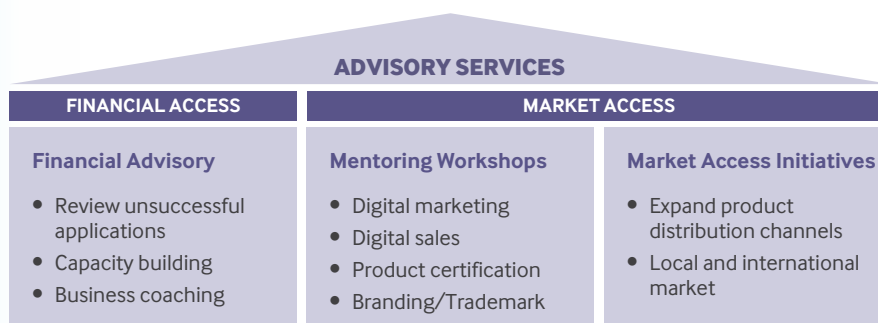 ADVISORY SERVICES
FINANCIAL ACCESS
MARKET ACCESS
Financial Advisory
• Review unsuccessful
applications
• Capacity building
• Business coaching
Mentoring Workshops
• Digital marketing
• Digital sales
• Product certification
• Branding/Trademark
Market Access Initiatives
• Expand product
distribution channels
• Local and international
market